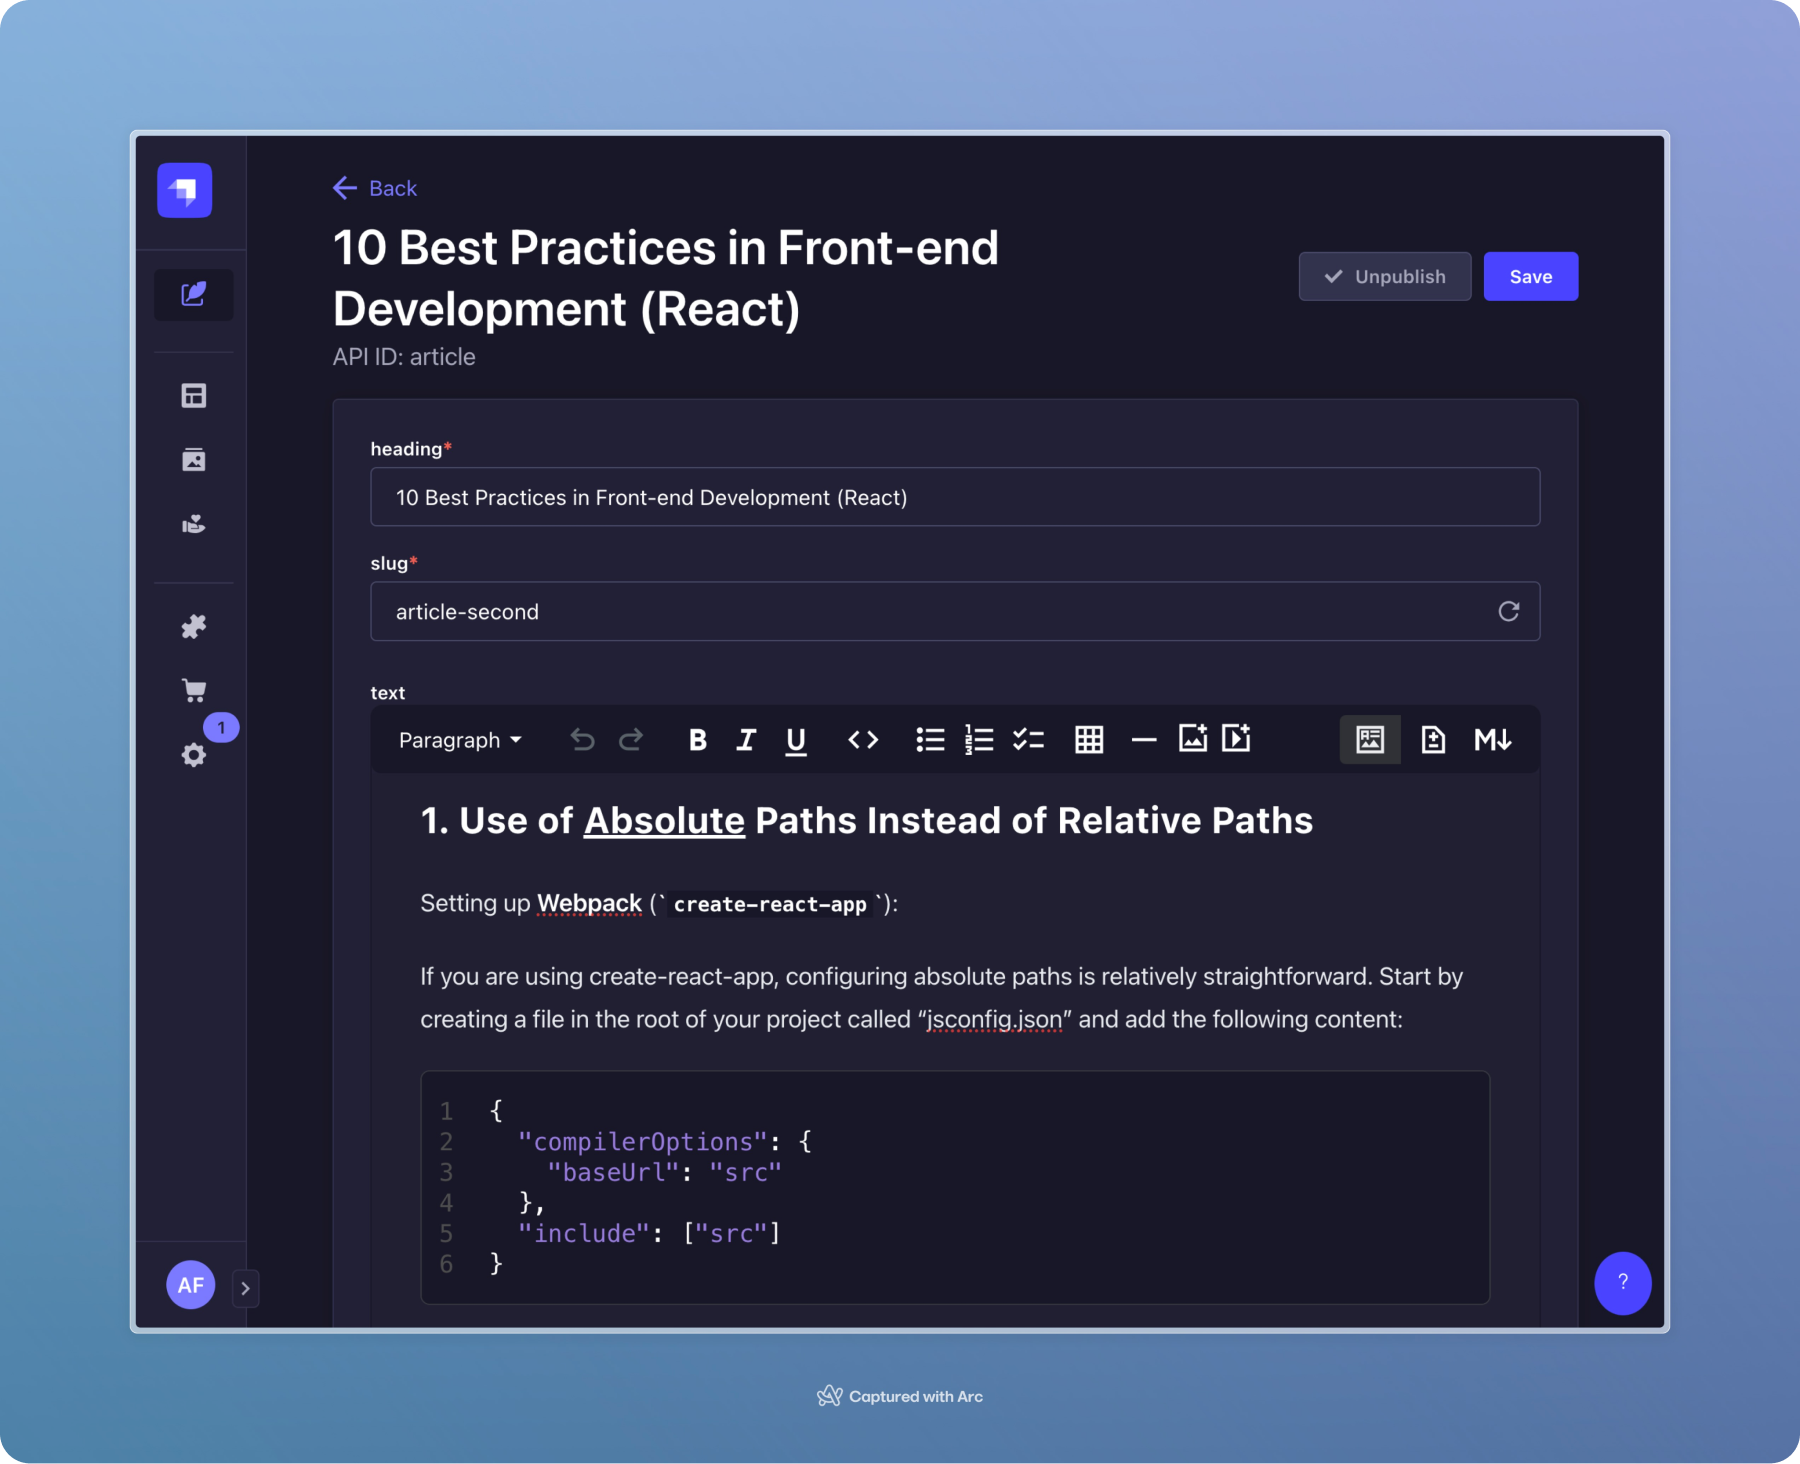 Back
10 Best Practices in Front-end
Development (React)
API ID: article
Unpublish
Save
heading*
10 Best Practices in Front-end Development (React)
slug*
article-second
1
text
Paragraph
B I U
M↓
1. Use of Absolute Paths Instead of Relative Paths
Setting up Webpack (`create-react-app`):
If you are using create-react-app, configuring absolute paths is relatively straightforward. Start by
creating a file in the root of your project called “jsconfig.json” and add the following content:
1 {
2   "compilerOptions": {
3     "baseUrl": "src"
4   },
5   "include": ["src"]
6 }
AF
?
Captured with Arc